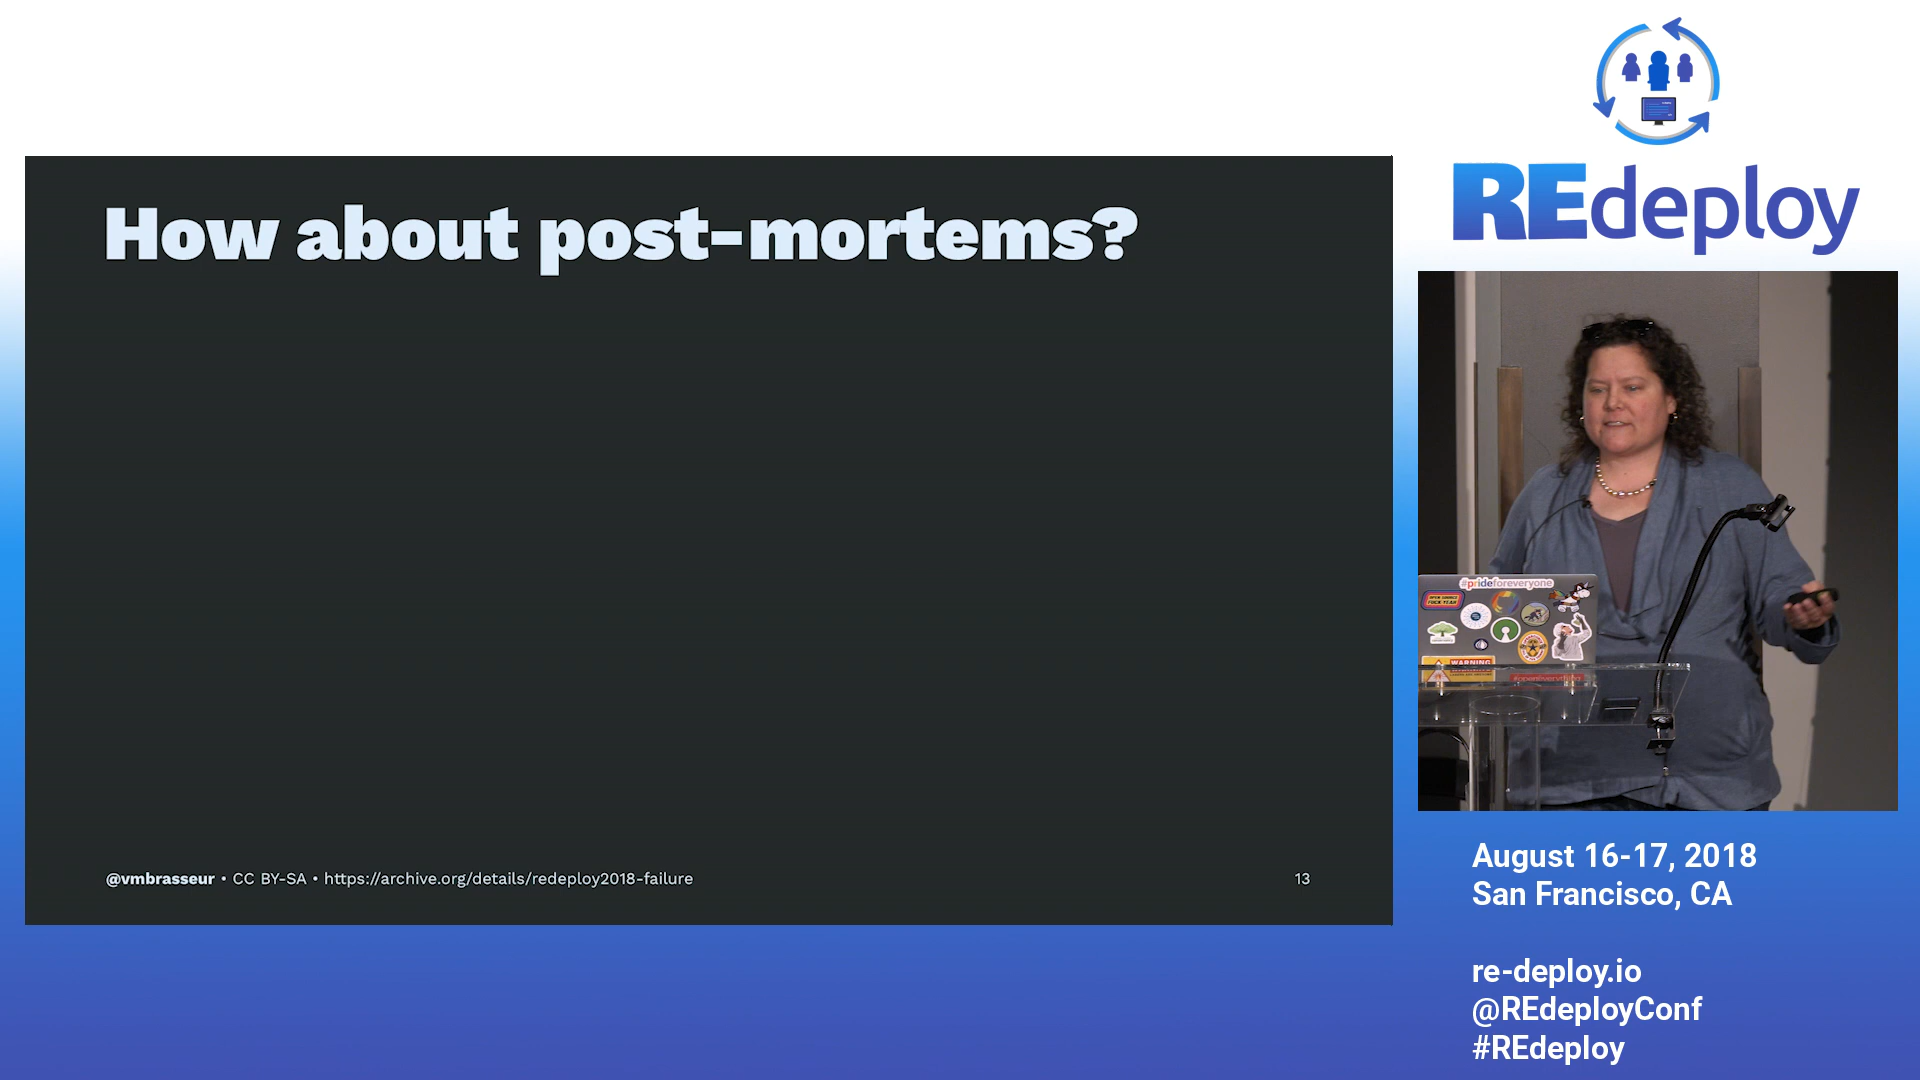 How about post-mortems?
@vmbrasseur • CC BY-SA • https://archive.org/details/redeploy2018-failure
13
REdeploy
#prideforeveryone
WARNING
#openeverything
August 16-17, 2018
San Francisco, CA
re-deploy.io
@REdeployConf
#REdeploy